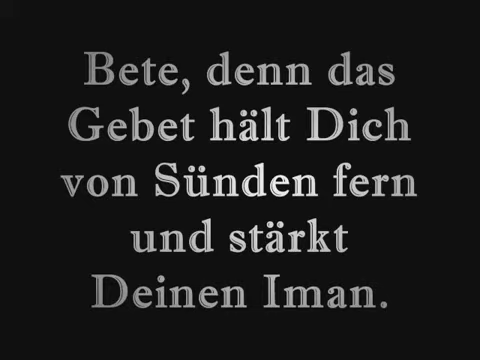 Bete, denn das
Gebet hält Dich
von Sünden fern
und stärkt
Deinen Iman.